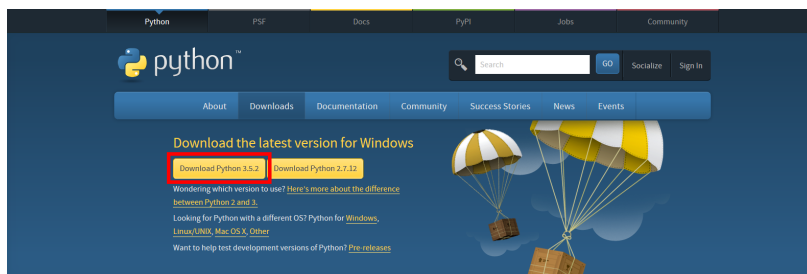 Python PSF Docs PyPI Jobs Community
python™
Search GO Socialize Sign In
About Downloads Documentation Community Success Stories News Events
Download the latest version for Windows
Download Python 3.5.2 Download Python 2.7.12
Wondering which version to use? Here's more about the difference
between Python 2 and 3.
Looking for Python with a different OS? Python for Windows,
Linux/UNIX, Mac OS X, Other
Want to help test development versions of Python? Pre-releases